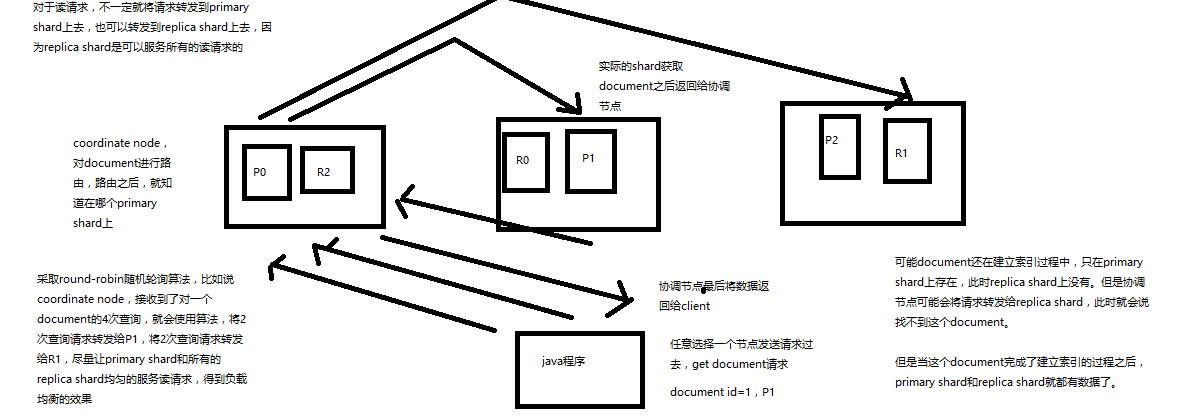 对于读请求，不一定就将请求转发到primary
shard上去，也可以转发到replica shard上去，因
为replica shard是可以服务所有的读请求的
实际的shard获取
document之后返回给协调
节点
coordinate node，
对document进行路
由，路由之后，就知
道在哪个primary
shard上
P0
R2
R0
P1
P2
R1
采取round-robin随机轮询算法，比如说
coordinate node，接收到了对一个
document的4次查询，就会使用算法，将2
次查询请求转发给P1，将2次查询请求转发
给R1，尽量让primary shard和所有的
replica shard均匀的服务读请求，得到负载
均衡的效果
协调节点最后将数据返
回给client
java程序
任意选择一个节点发送请求过
去，get document请求
document id=1，P1
可能document还在建立索引过程中，只在primary
shard上存在，此时replica shard上没有。但是协调
节点可能会将请求转发给replica shard，此时就会说
找不到这个document。
但是当这个document完成了建立索引的过程之后，
primary shard和replica shard就都有数据了。